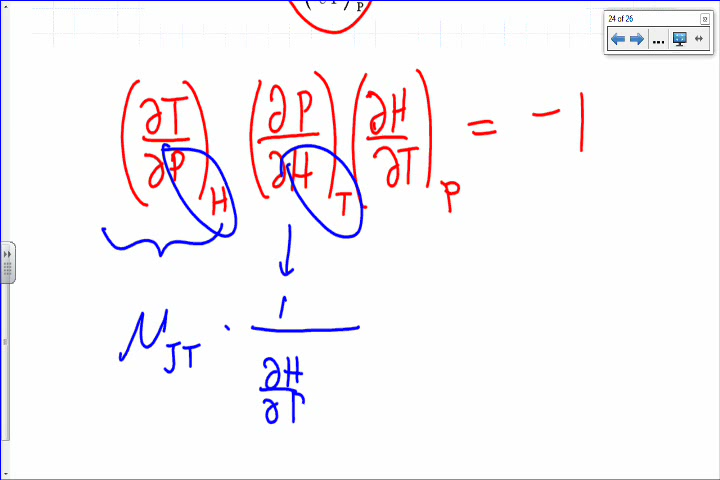 24 of 26
(∂T/∂P)_H (∂P/∂H)_T (∂H/∂T)_P = -1
μ_JT · 1/(∂H/∂T)